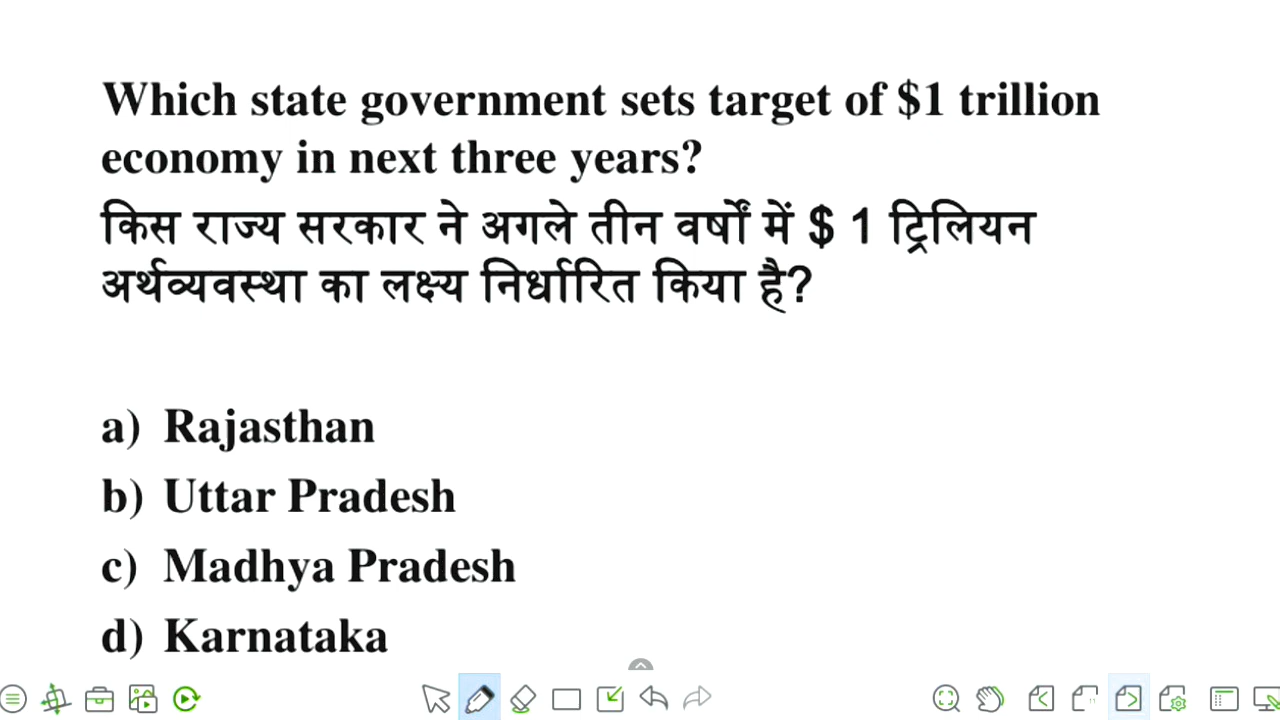 Which state government sets target of $1 trillion
economy in next three years?
किस राज्य सरकार ने अगले तीन वर्षों में $ 1 ट्रिलियन
अर्थव्यवस्था का लक्ष्य निर्धारित किया है?
a) Rajasthan
b) Uttar Pradesh
c) Madhya Pradesh
d) Karnataka